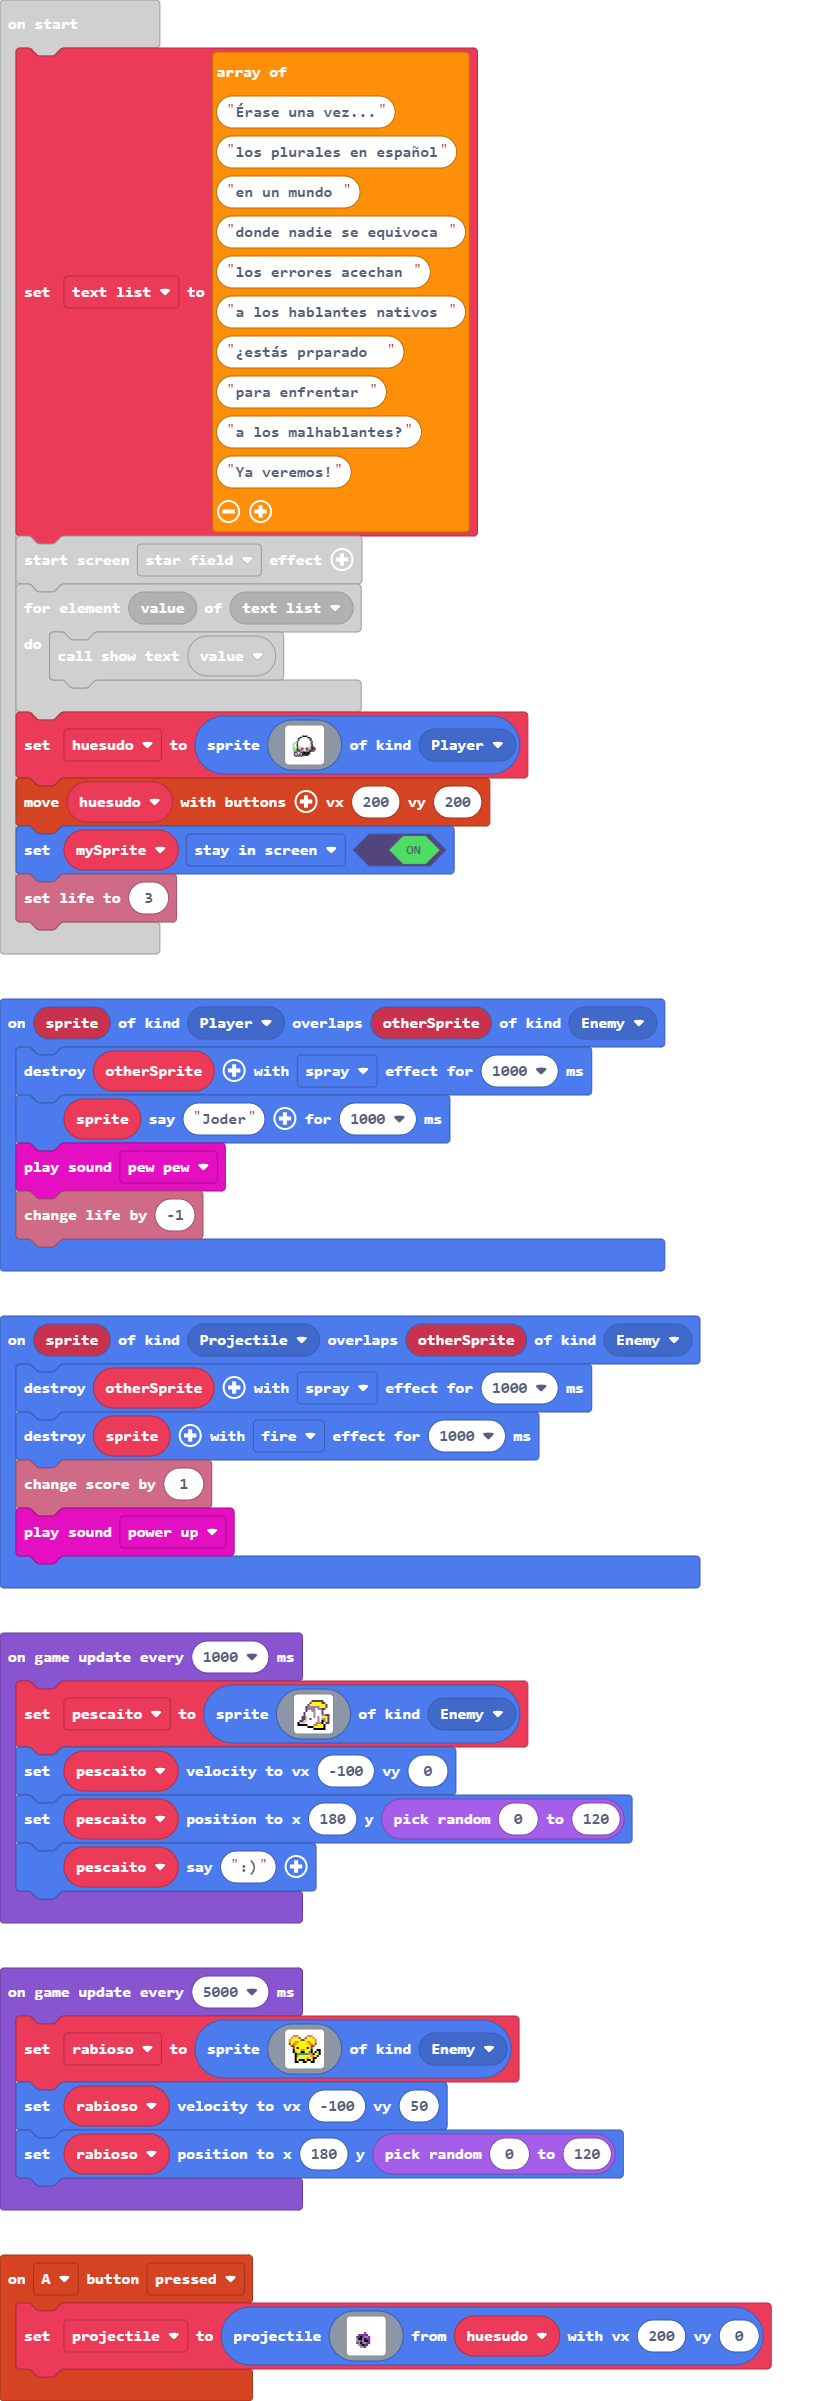 on start
array of
"Érase una vez..."
"los plurales en español"
"en un mundo "
"donde nadie se equivoca "
"los errores acechan "
set text list to
"a los hablantes nativos "
"¿estás prparado  "
"para enfrentar "
"a los malhablantes?"
"Ya veremos!"
start screen star field effect
for element value of text list
do
call show text value
set huesudo to sprite of kind Player
move huesudo with buttons vx 200 vy 200
set mySprite stay in screen ON
set life to 3
on sprite of kind Player overlaps otherSprite of kind Enemy
destroy otherSprite with spray effect for 1000 ms
sprite say "Joder" for 1000 ms
play sound pew pew
change life by -1
on sprite of kind Projectile overlaps otherSprite of kind Enemy
destroy otherSprite with spray effect for 1000 ms
destroy sprite with fire effect for 1000 ms
change score by 1
play sound power up
on game update every 1000 ms
set pescaito to sprite of kind Enemy
set pescaito velocity to vx -100 vy 0
set pescaito position to x 180 y pick random 0 to 120
pescaito say ":)"
on game update every 5000 ms
set rabioso to sprite of kind Enemy
set rabioso velocity to vx -100 vy 50
set rabioso position to x 180 y pick random 0 to 120
on A button pressed
set projectile to projectile from huesudo with vx 200 vy 0